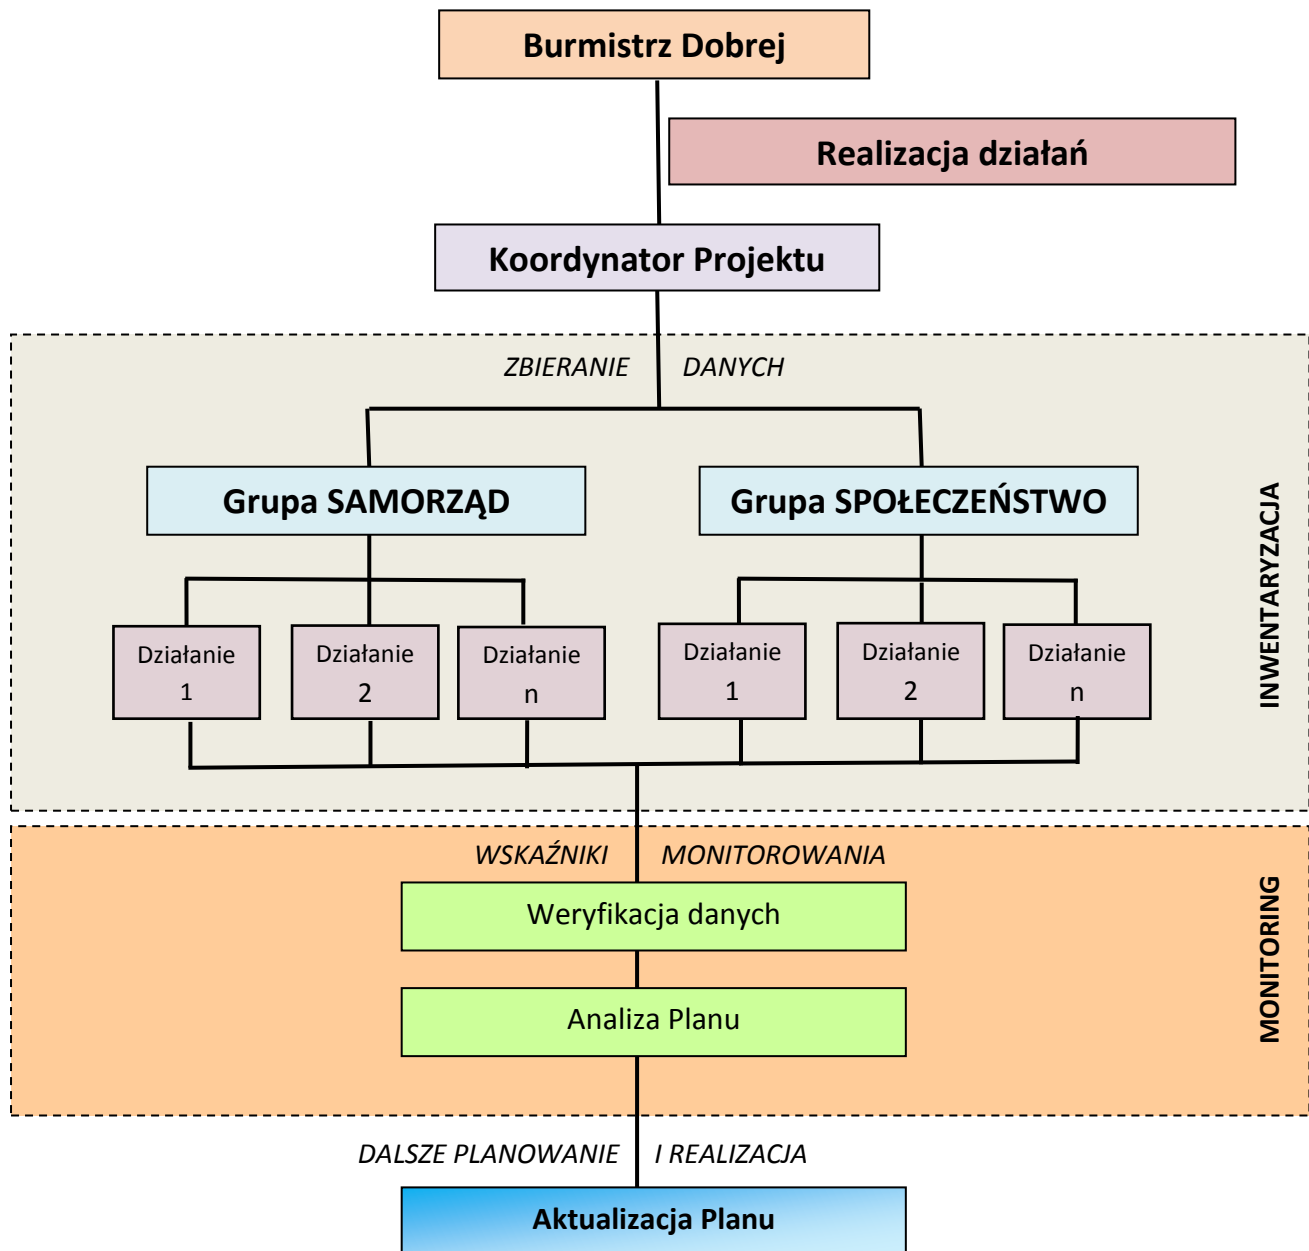 Burmistrz Dobrej
Realizacja działań
Koordynator Projektu
ZBIERANIE DANYCH
Grupa SAMORZĄD
Grupa SPOŁECZEŃSTWO
Działanie
1
Działanie
2
Działanie
n
Działanie
1
Działanie
2
Działanie
n
INWENTARYZACJA
WSKAŹNIKI MONITOROWANIA
Weryfikacja danych
Analiza Planu
MONITORING
DALSZE PLANOWANIE I REALIZACJA
Aktualizacja Planu